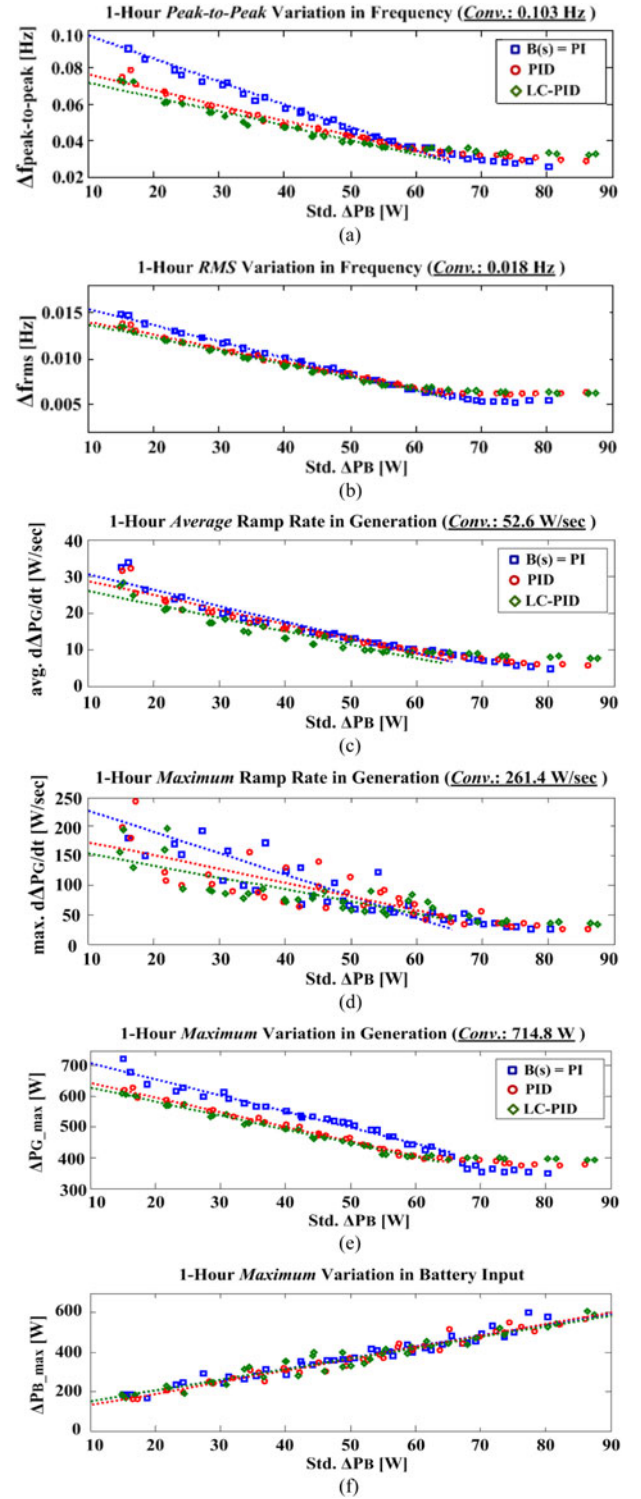 1-Hour Peak-to-Peak Variation in Frequency (Conv.: 0.103 Hz)
Δfpeak-to-peak [Hz]
0.10
0.08
0.06
0.04
0.02
B(s) = PI
PID
LC-PID
10 20 30 40 50 60 70 80 90
Std. ΔPB [W]
(a)
1-Hour RMS Variation in Frequency (Conv.: 0.018 Hz )
Δfrms [Hz]
0.015
0.010
0.005
10 20 30 40 50 60 70 80 90
Std. ΔPB [W]
(b)
1-Hour Average Ramp Rate in Generation (Conv.: 52.6 W/sec )
avg. dΔPG/dt [W/sec]
40
30
20
10
0
B(s) = PI
PID
LC-PID
10 20 30 40 50 60 70 80 90
Std. ΔPB [W]
(c)
1-Hour Maximum Ramp Rate in Generation (Conv.: 261.4 W/sec )
max. dΔPG/dt [W/sec]
250
200
150
100
50
0
10 20 30 40 50 60 70 80 90
Std. ΔPB [W]
(d)
1-Hour Maximum Variation in Generation (Conv.: 714.8 W )
ΔPG_max [W]
700
600
500
400
300
B(s) = PI
PID
LC-PID
10 20 30 40 50 60 70 80 90
Std. ΔPB [W]
(e)
1-Hour Maximum Variation in Battery Input
ΔPB_max [W]
600
400
200
0
10 20 30 40 50 60 70 80 90
Std. ΔPB [W]
(f)